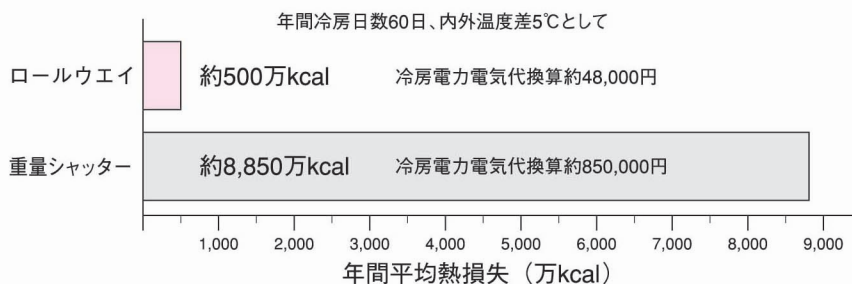 年間冷房日数60日、内外温度差5℃として
ロールウエイ 約500万kcal 冷房電力電気代換算約48,000円
重量シャッター 約8,850万kcal 冷房電力電気代換算約850,000円
1,000 2,000 3,000 4,000 5,000 6,000 7,000 8,000 9,000
年間平均熱損失（万kcal）